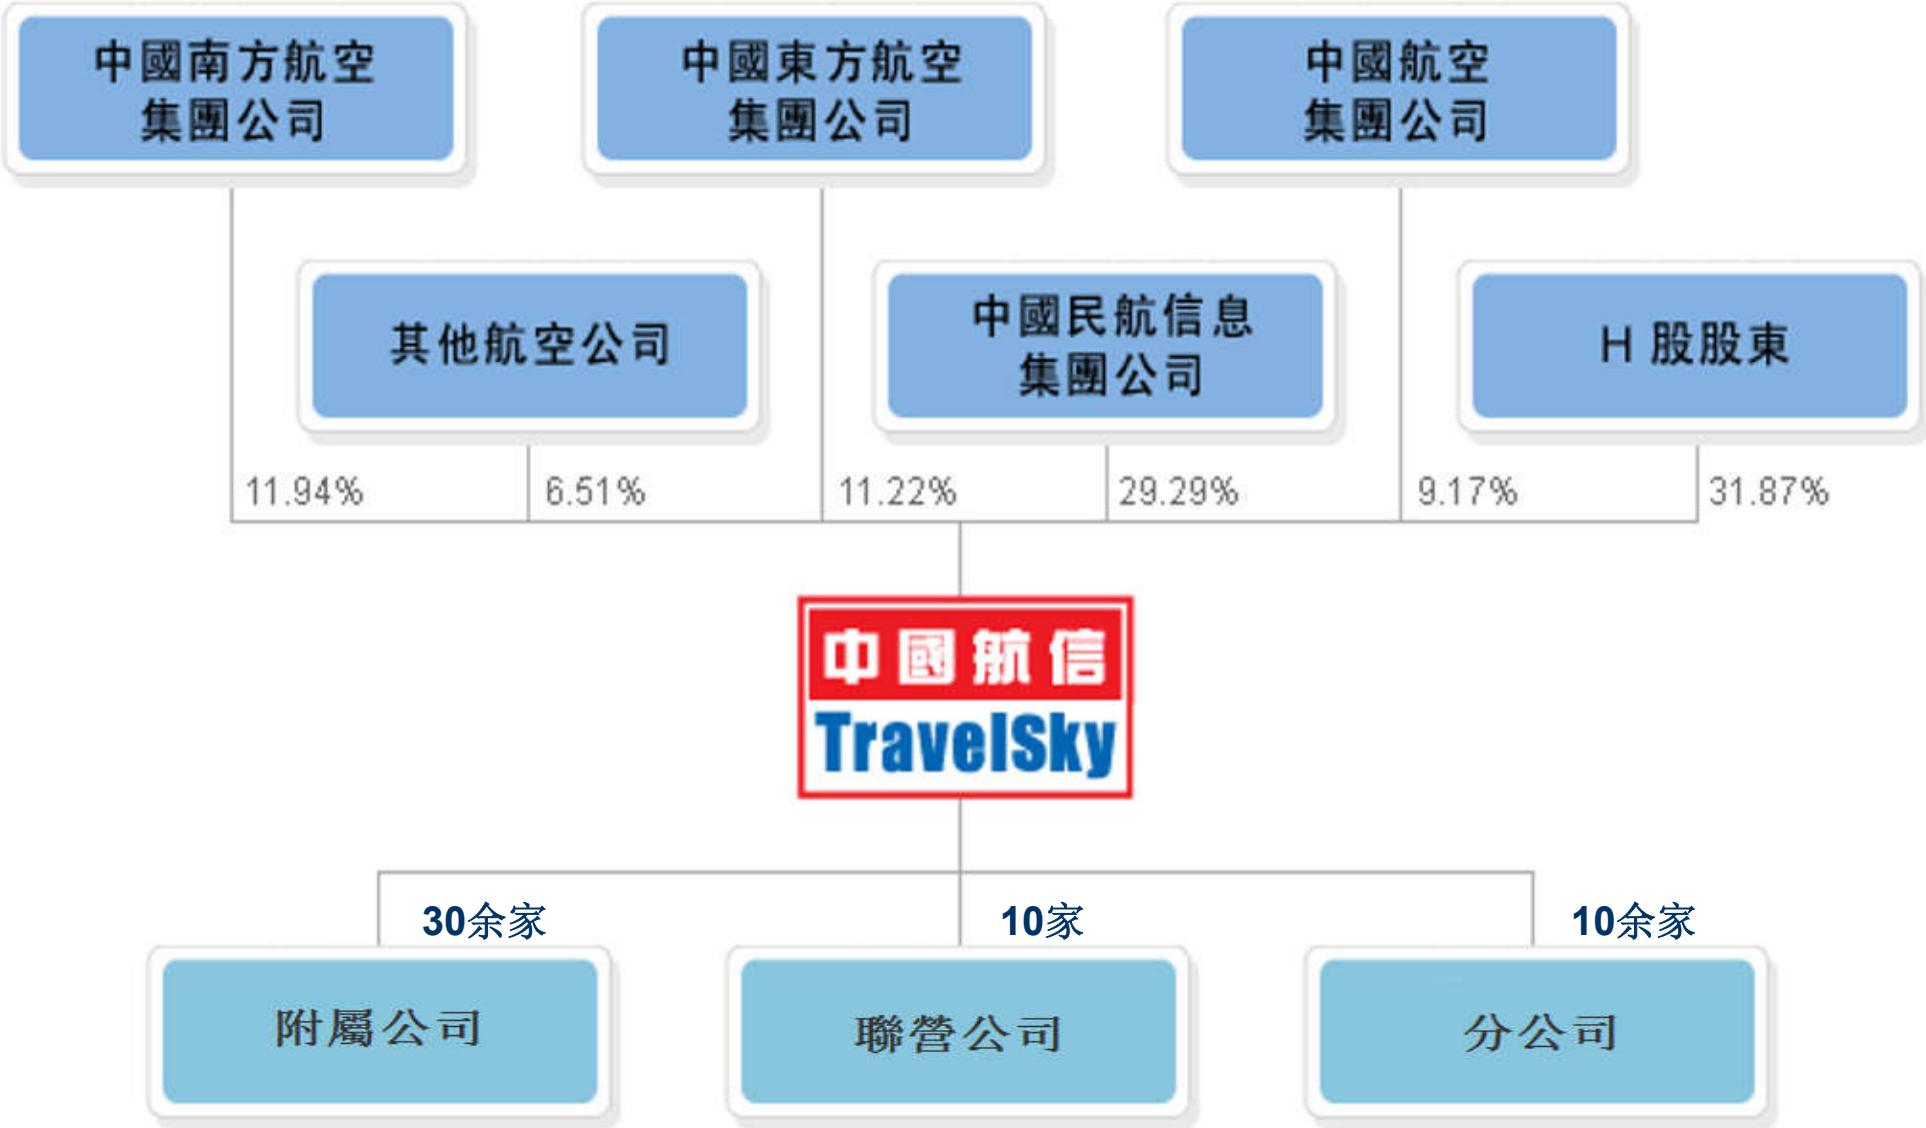 中國南方航空
集團公司
中國東方航空
集團公司
中國航空
集團公司
其他航空公司
中國民航信息
集團公司
H 股股東
11.94%
6.51%
11.22%
29.29%
9.17%
31.87%
中國航信
TravelSky
30余家
10家
10余家
附屬公司
聯營公司
分公司